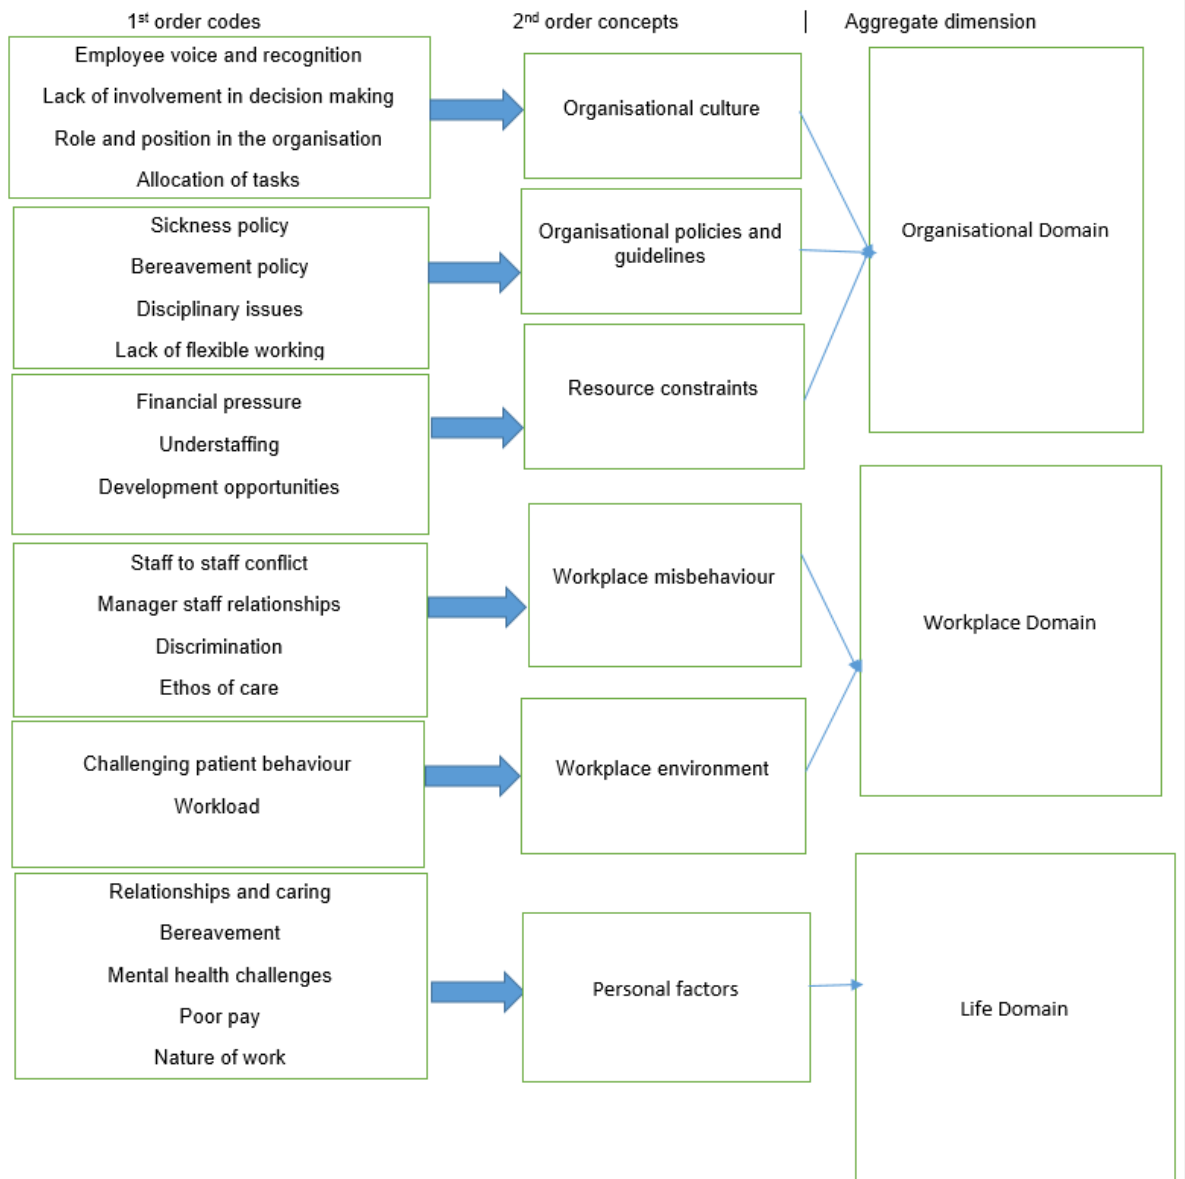 1st order codes
2nd order concepts
Aggregate dimension
Employee voice and recognition
Lack of involvement in decision making
Role and position in the organisation
Allocation of tasks
Organisational culture
Organisational Domain
Sickness policy
Bereavement policy
Disciplinary issues
Lack of flexible working
Organisational policies and
guidelines
Financial pressure
Understaffing
Development opportunities
Resource constraints
Staff to staff conflict
Manager staff relationships
Discrimination
Ethos of care
Workplace misbehaviour
Workplace Domain
Challenging patient behaviour
Workload
Workplace environment
Relationships and caring
Bereavement
Mental health challenges
Poor pay
Nature of work
Personal factors
Life Domain